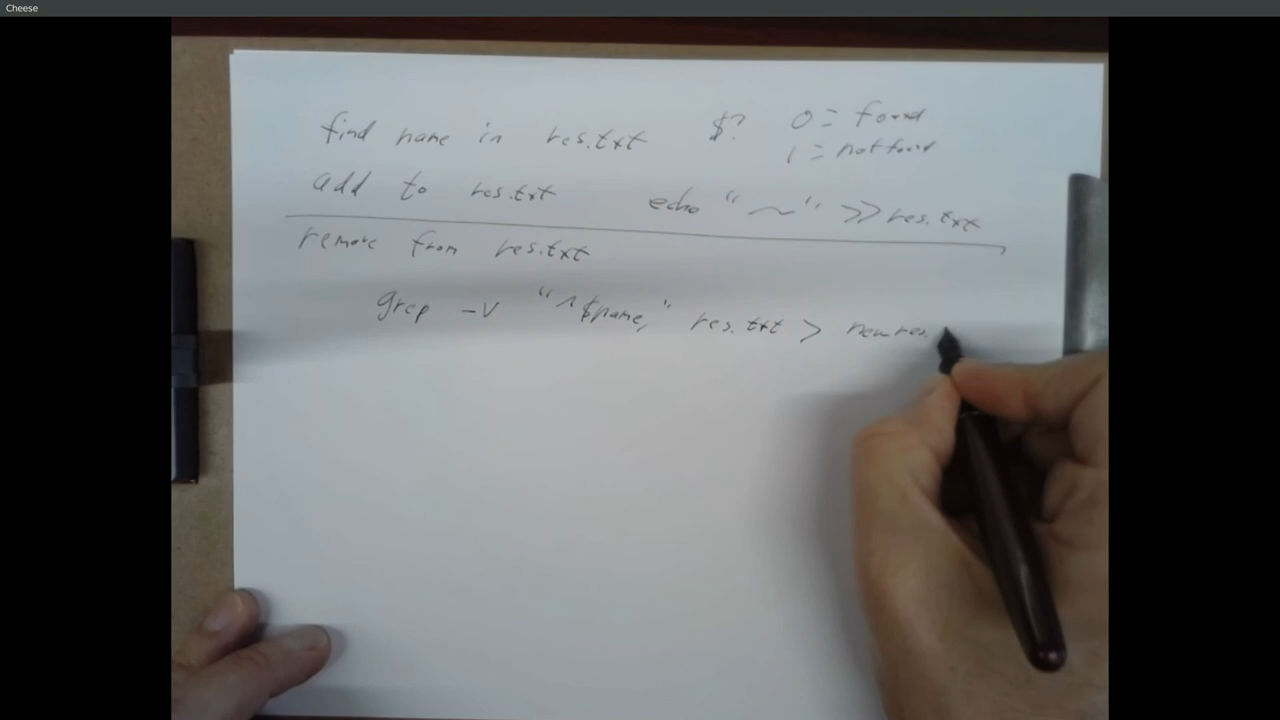 Cheese
find name in res.txt $? 0 = found
1 = not found
add to res.txt echo "~" >> res.txt
remove from res.txt
grep -v "^$name," res.txt > newres.